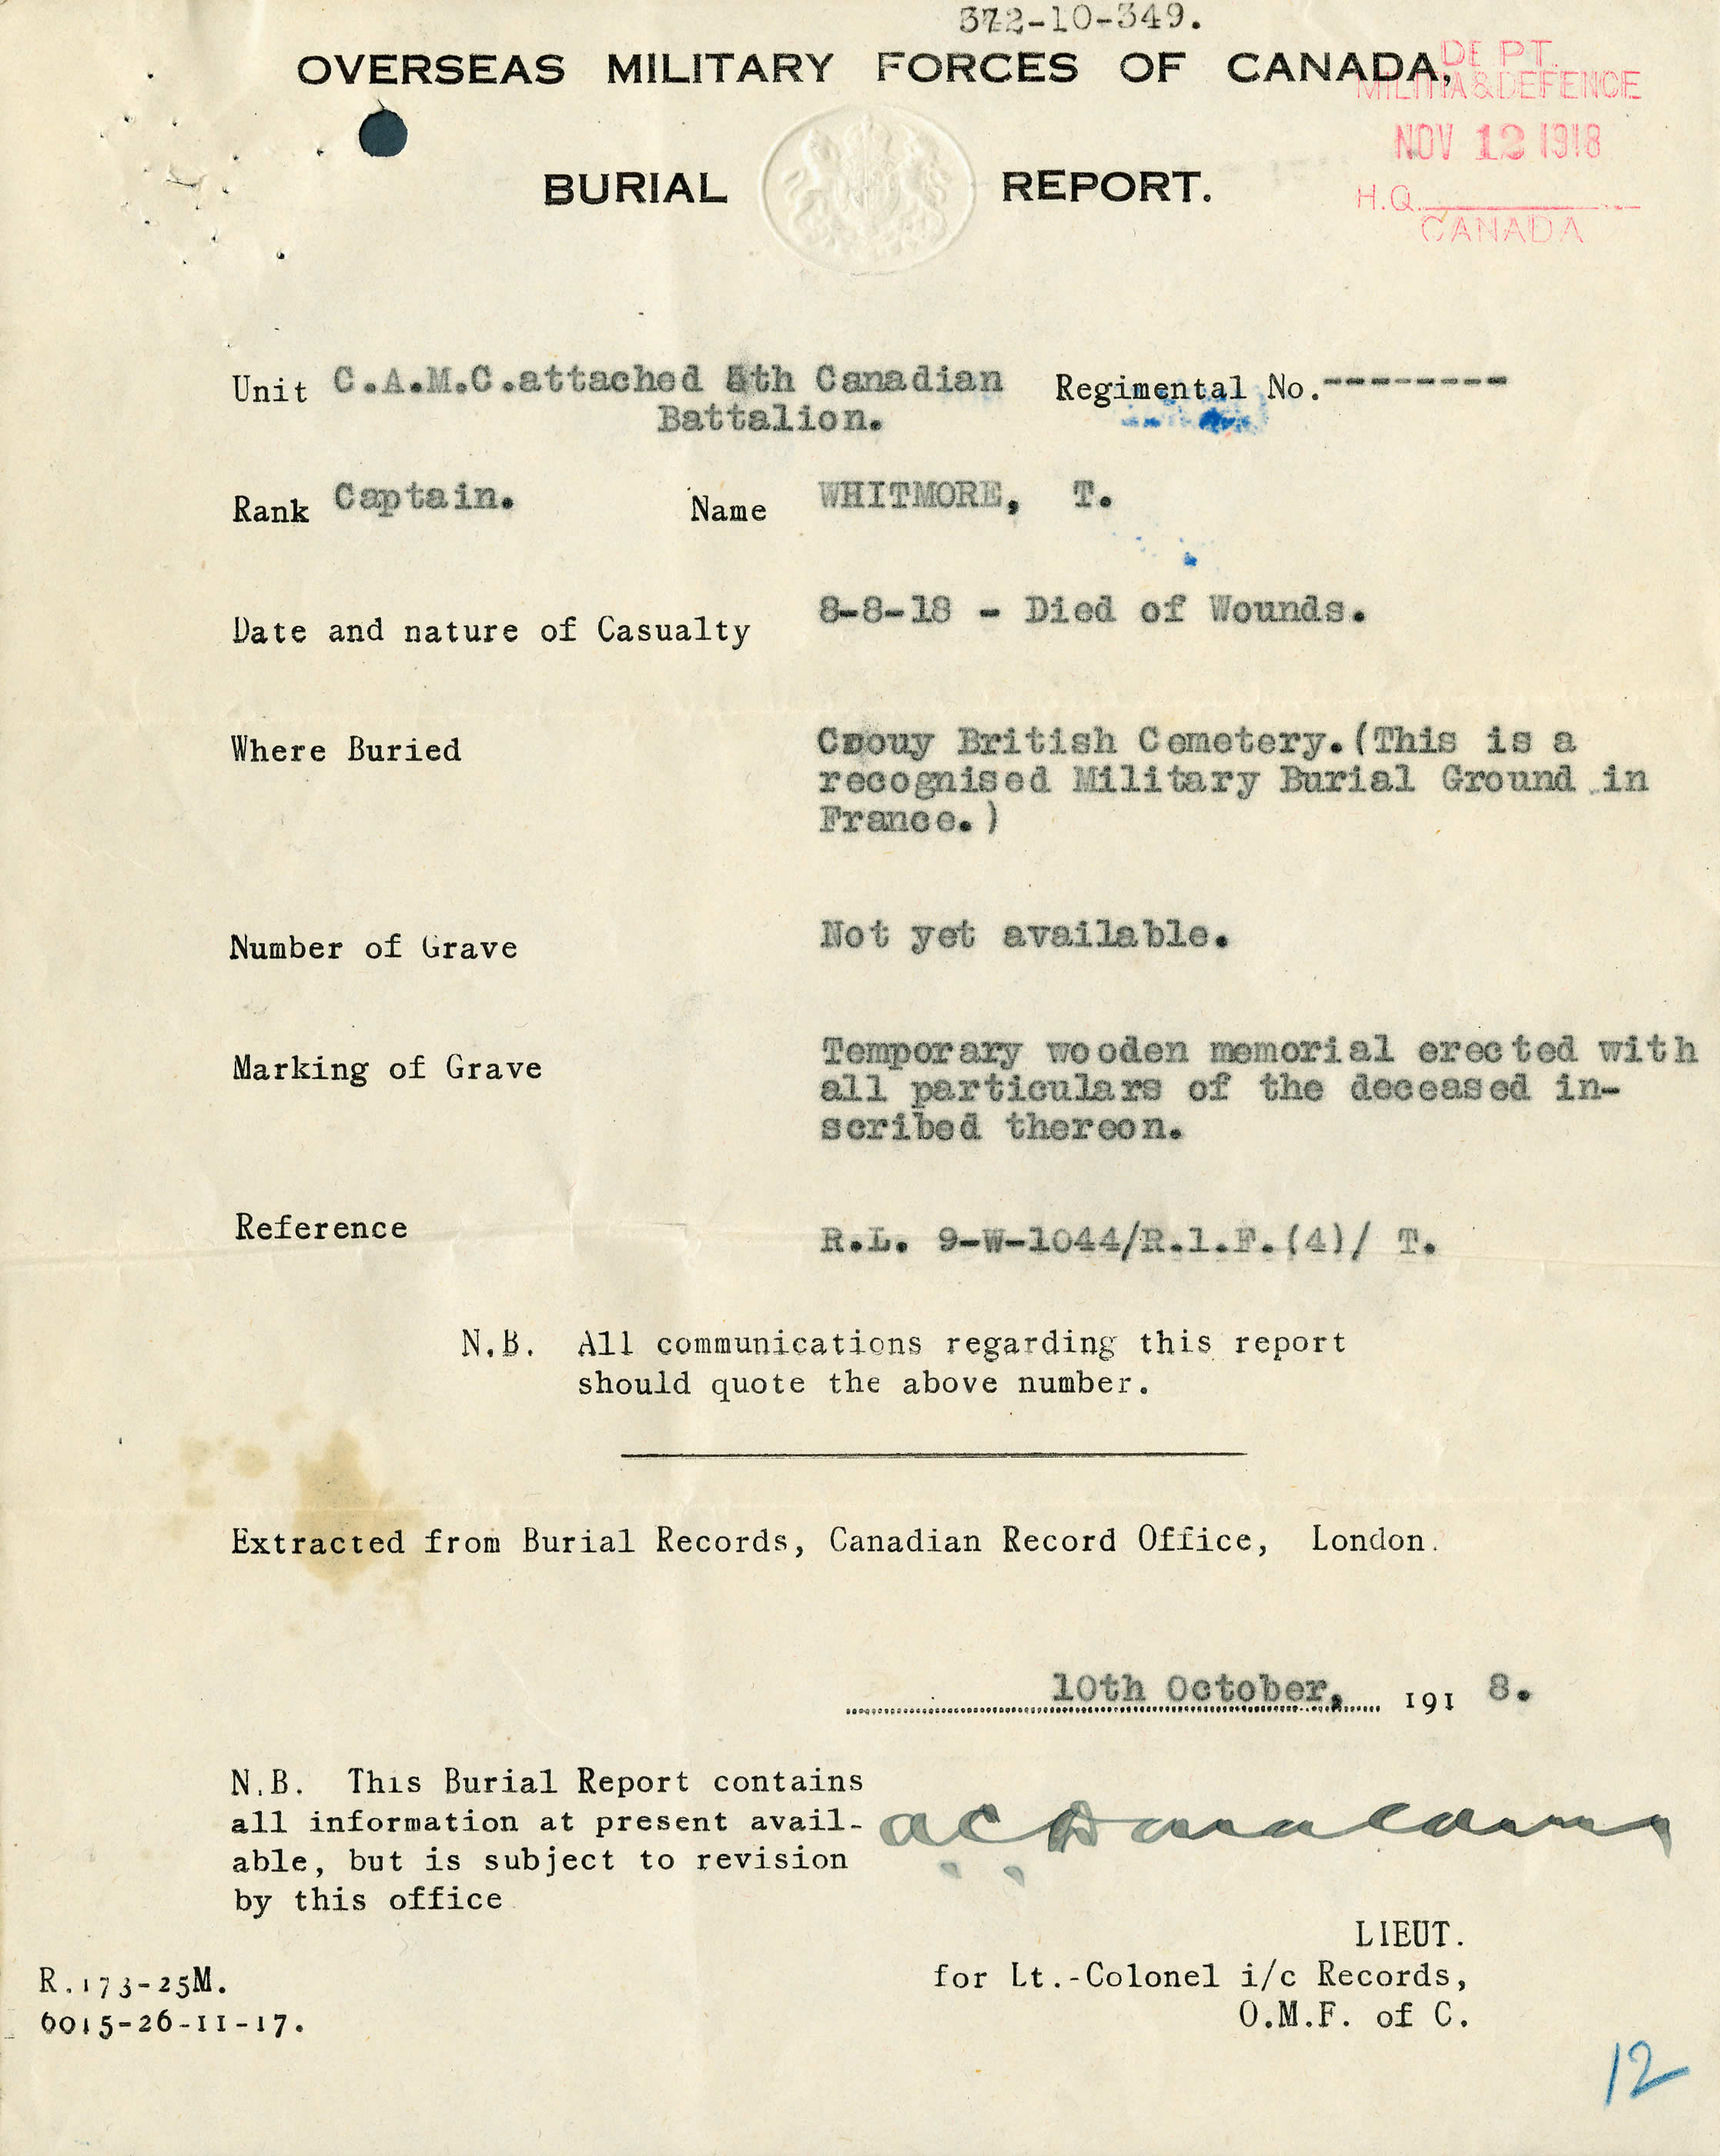 372-10-349.
OVERSEAS MILITARY FORCES OF CANADA,
DEPT.
MILITIA & DEFENCE
NOV 12 1918
H.Q.
CANADA
BURIAL REPORT.
Unit C.A.M.C.attached 5th Canadian Regimental No.--------
Battalion.
Rank Captain. Name WHITMORE, T.
Date and nature of Casualty 8-8-18 - Died of Wounds.
Where Buried Crouy British Cemetery.(This is a
recognised Military Burial Ground in
France.)
Number of Grave Not yet available.
Marking of Grave Temporary wooden memorial erected with
all particulars of the deceased in-
scribed thereon.
Reference R.L. 9-W-1044/R.1.F.(4)/ T.
N.B. All communications regarding this report
should quote the above number.
Extracted from Burial Records, Canadian Record Office, London.
10th October, 191 8.
N.B. This Burial Report contains
all information at present avail-
able, but is subject to revision
by this office
LIEUT.
for Lt.-Colonel i/c Records,
O.M.F. of C.
R.173-25M.
6015-26-11-17.
12